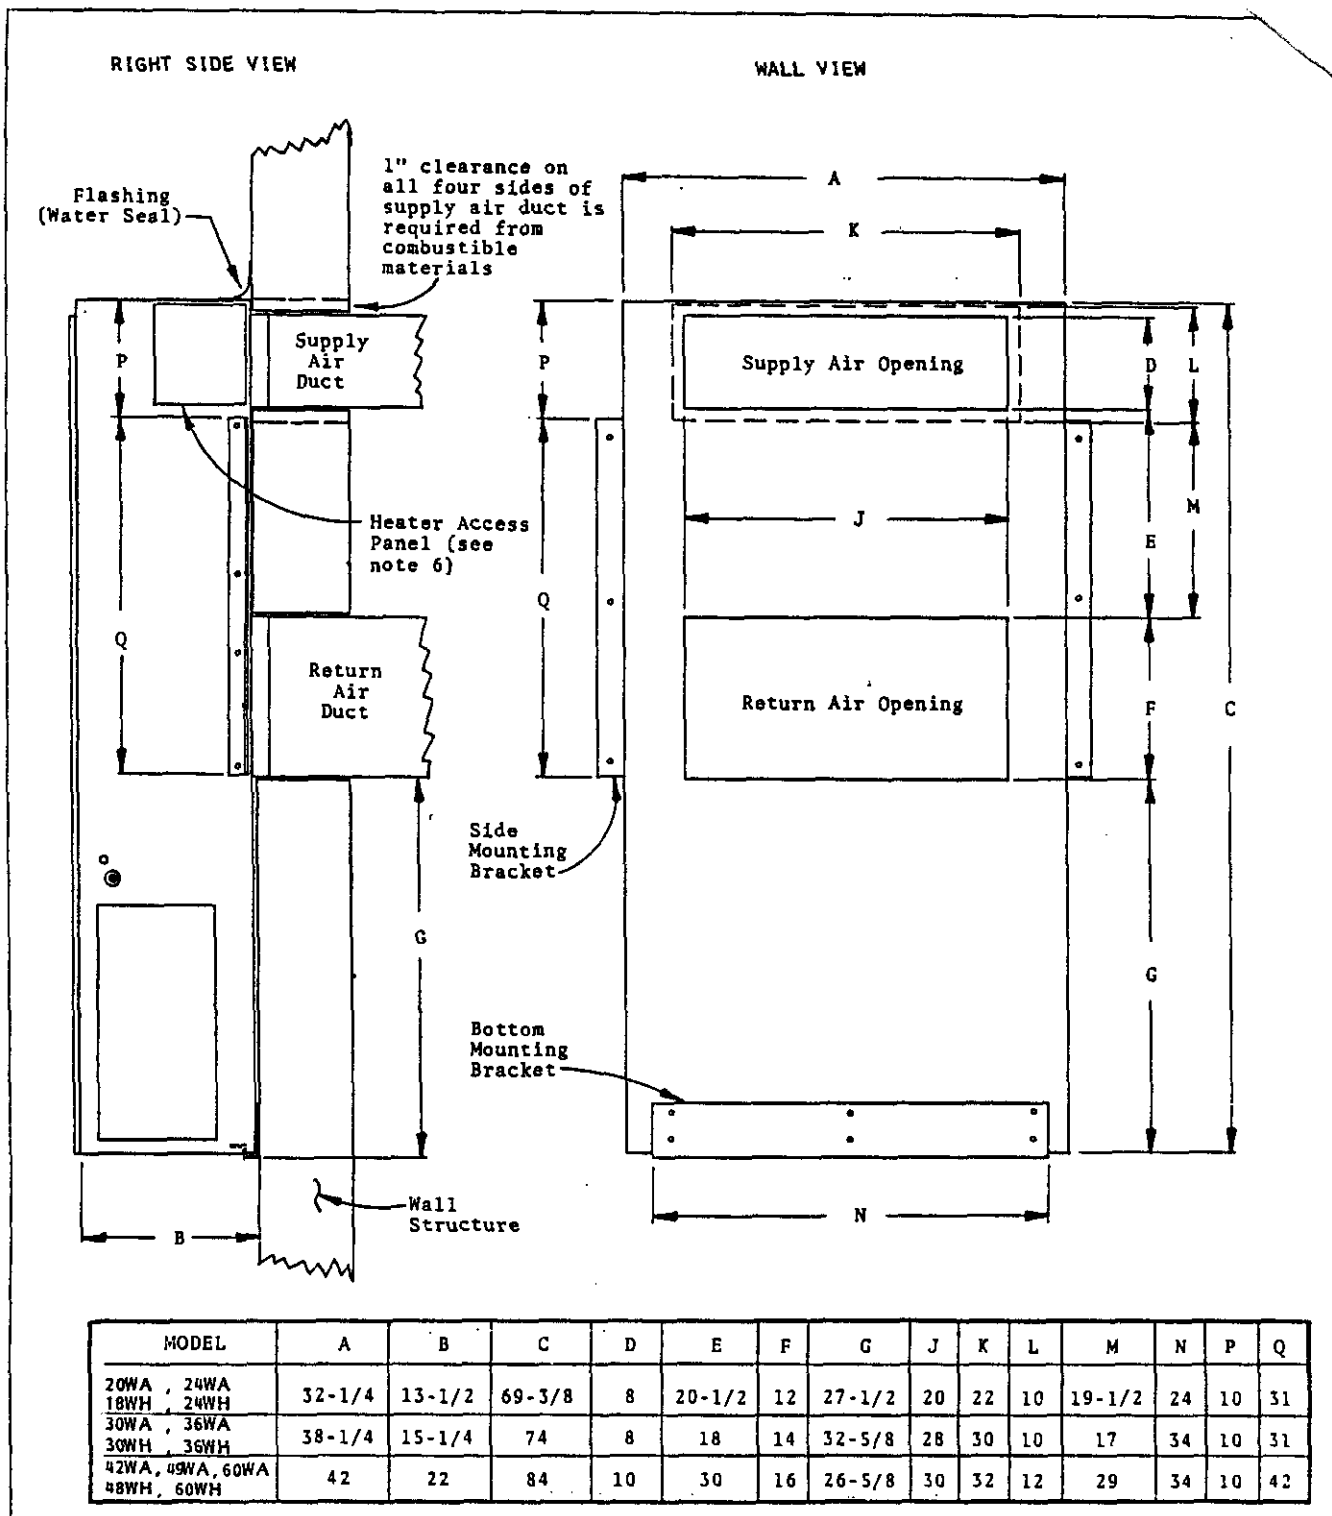 RIGHT SIDE VIEW
WALL VIEW
Flashing
(Water Seal)
1" clearance on
all four sides of
supply air duct is
required from
combustible
materials
A
K
P
Supply
Air
Duct
P
Supply Air Opening
D
L
Heater Access
Panel (see
note 6)
J
M
E
Q
Q
Return
Air
Duct
Return Air Opening
F
C
Side
Mounting
Bracket
G
G
Bottom
Mounting
Bracket
Wall
Structure
B
N
MODEL A B C D E F G J K L M N P Q
20WA , 24WA
18WH , 24WH
32-1/4 13-1/2 69-3/8 8 20-1/2 12 27-1/2 20 22 10 19-1/2 24 10 31
30WA , 36WA
30WH , 36WH
38-1/4 15-1/4 74 8 18 14 32-5/8 28 30 10 17 34 10 31
42WA, 49WA, 60WA
48WH, 60WH
42 22 84 10 30 16 26-5/8 30 32 12 29 34 10 42